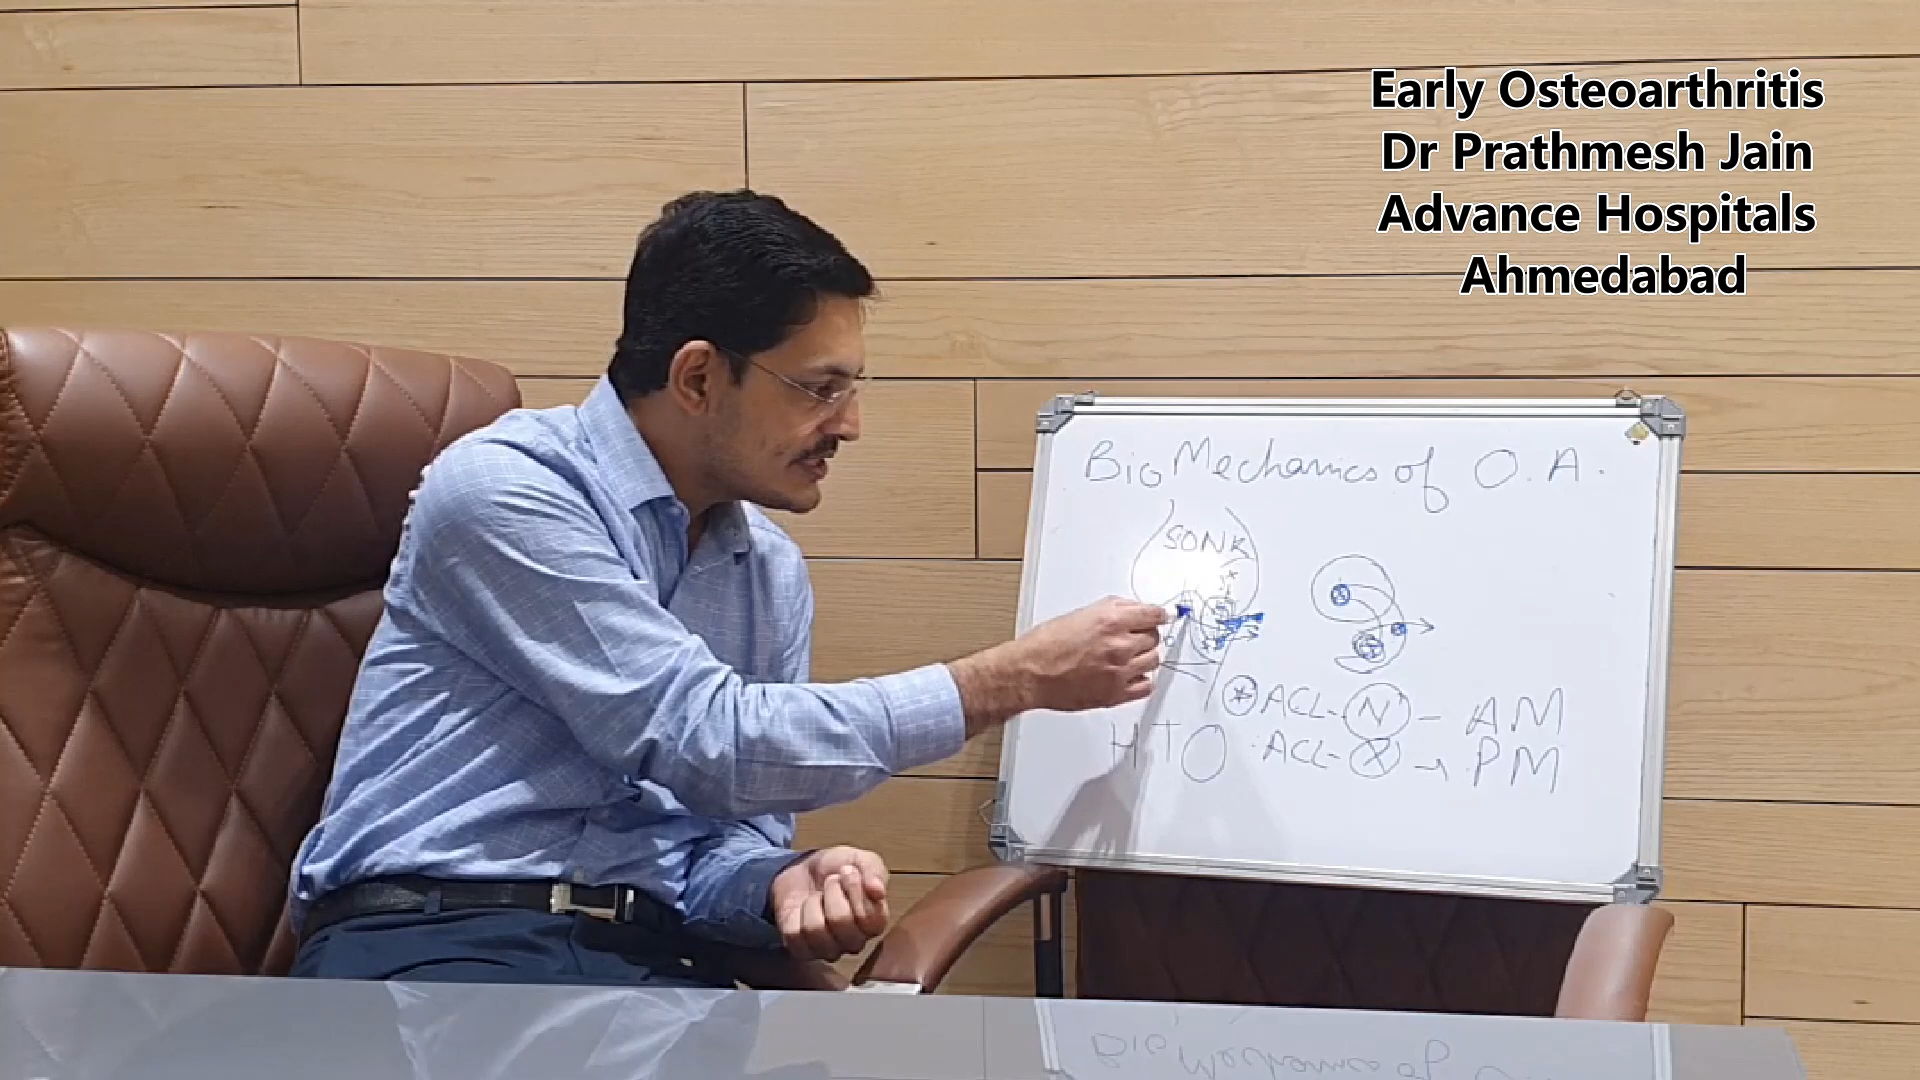 Early Osteoarthritis
Dr Prathmesh Jain
Advance Hospitals
Ahmedabad
BioMechanics of O.A.
SONK
ACL-N-AM
HTO
ACL-X→PM